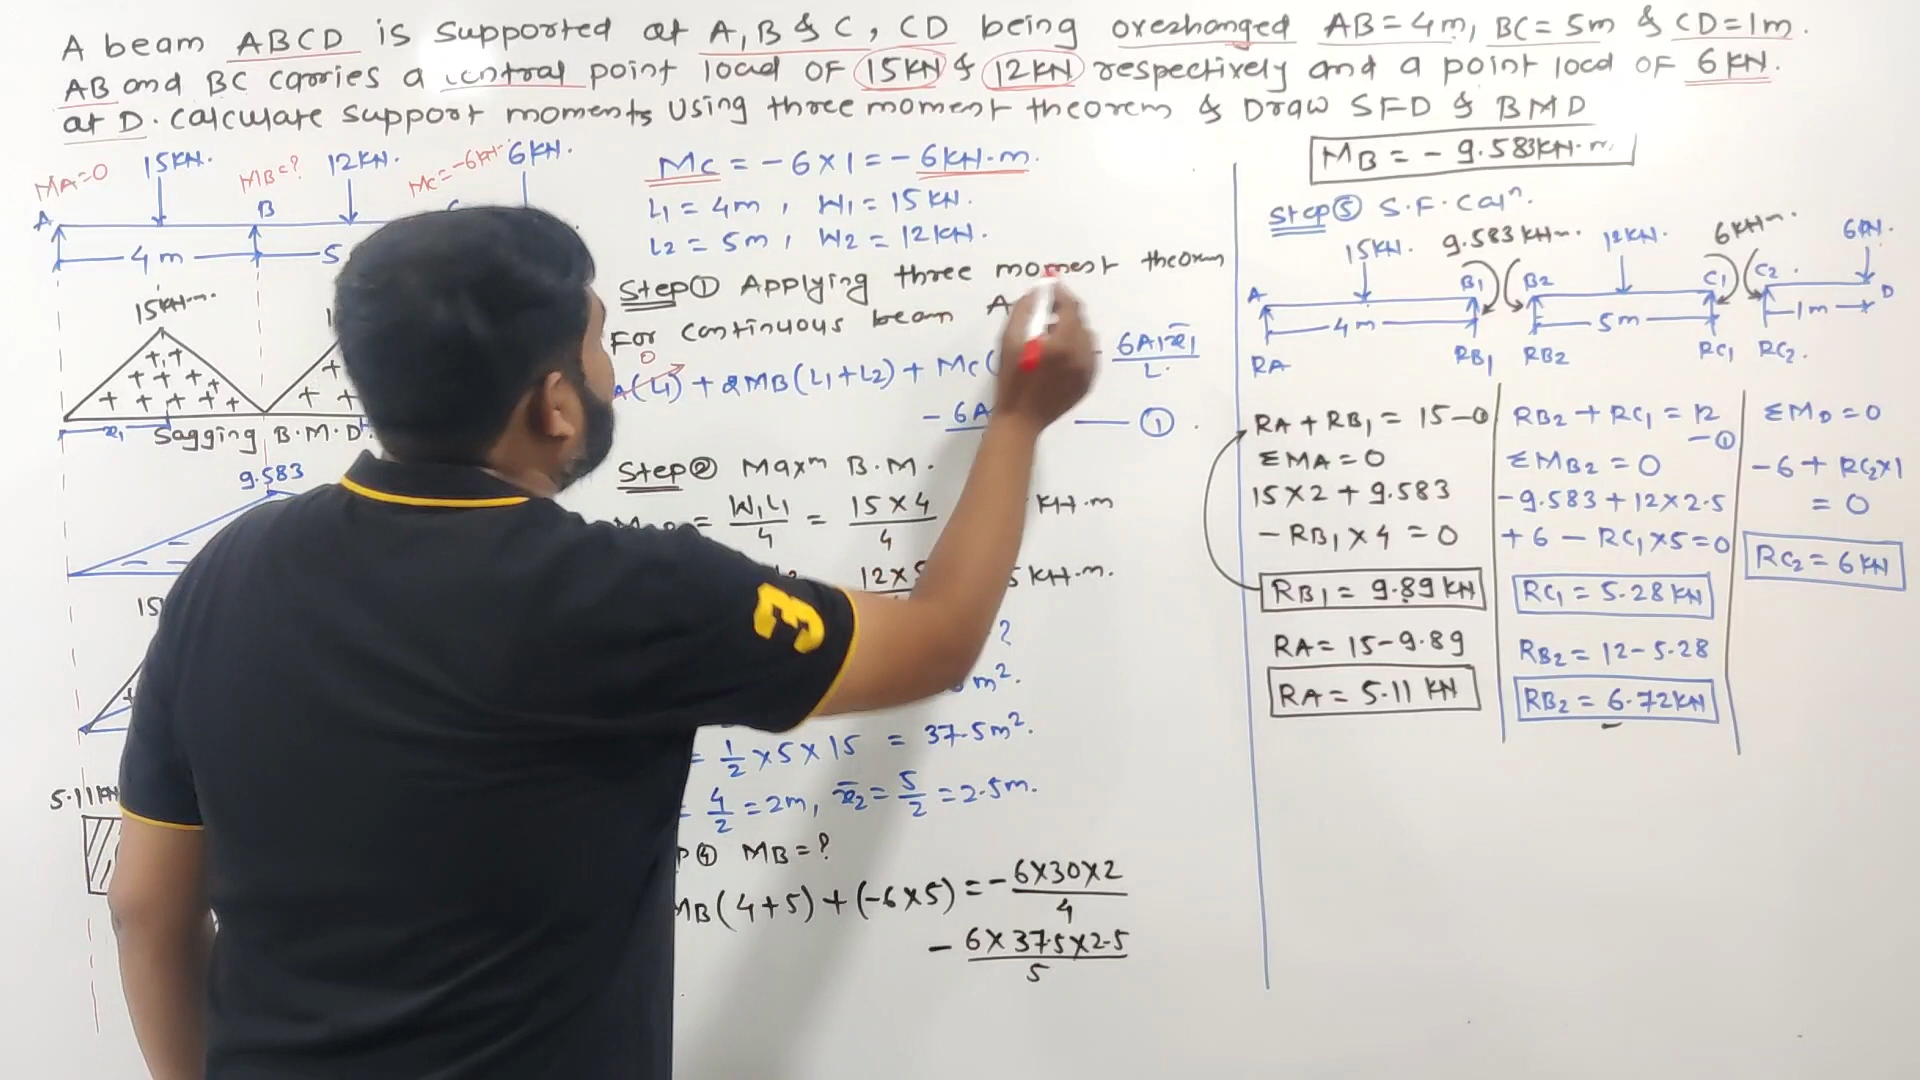 A beam ABCD is supported at A, B & C, CD being overhanged AB = 4m, BC = 5m & CD = 1m.
AB and BC carries a central point load OF 15KN & 12KN respectively and a point load OF 6KN.
at D. Calculate support moments Using three moment theorem & Draw SFD & BMD
MA=0
15KN.
MB=?
12KN.
Mc=-6KN
6KN.
A
B
4m
5
15KN-m.
x̄1
Sagging B.M.D
9.583
15
5.11KN
3
Mc = -6×1 = -6KN.m.
L1 = 4m, W1 = 15KN.
L2 = 5m, W2 = 12KN.
Step① Applying three moment theorem
For continuous beam A
A(L1) + 2MB(L1+L2) + Mc( - 6A1x̄1/L
0
- 6A — ①.
Step② Maxm B.M.
= W1L1/4 = 15×4/4 KN.m
12×5 5 KN.m.
?
m².
= 1/2 ×5×15 = 37.5m².
= 4/2 = 2m, x̄2 = 5/2 = 2.5m.
④ MB = ?
MB(4+5) + (-6×5) = - 6×30×2/4
- 6×37.5×2.5/5
MB = -9.583KN.m
Step⑤ S.F. Caln.
15KN. 9.583KN-m. 12KN. 6KN-m. 6KN.
A B1 B2 C1 C2 D
4m 5m 1m
RA RB1 RB2 RC1 RC2.
RA + RB1 = 15 —①
ΣMA = 0
15×2 + 9.583
- RB1×4 = 0
RB1 = 9.89KN
RA = 15-9.89
RA = 5.11 KN
RB2 + RC1 = 12
—①
ΣMB2 = 0
-9.583 + 12×2.5
+ 6 - RC1×5 = 0
RC1 = 5.28KN
RB2 = 12-5.28
RB2 = 6.72KN
ΣMD = 0
-6 + RC2×1
= 0
RC2 = 6KN